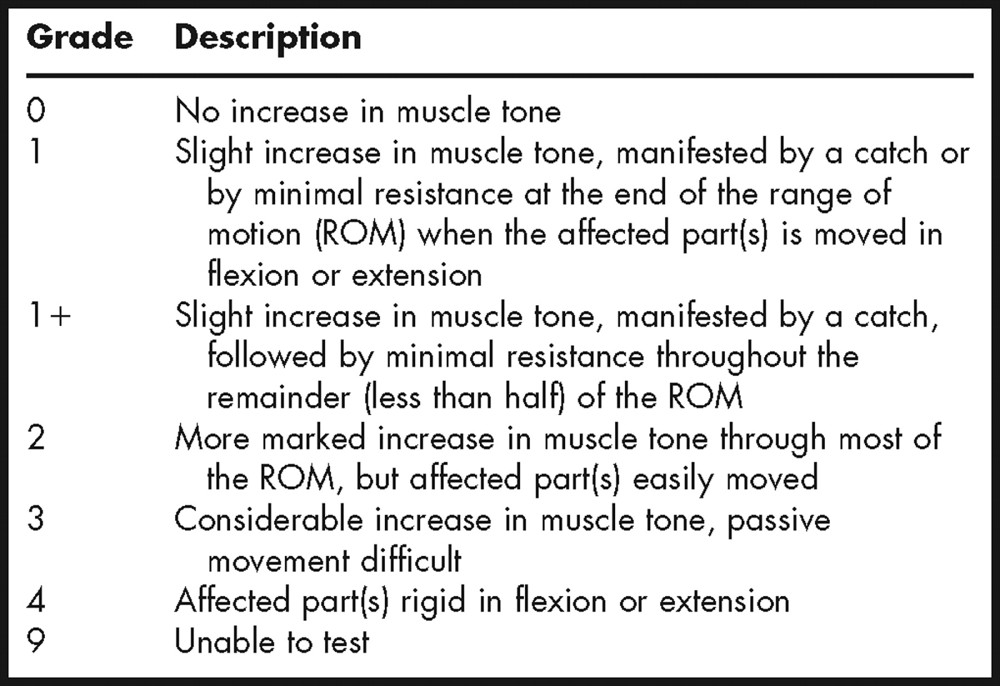 Grade Description
0 No increase in muscle tone
1 Slight increase in muscle tone, manifested by a catch or
by minimal resistance at the end of the range of
motion (ROM) when the affected part(s) is moved in
flexion or extension
1+ Slight increase in muscle tone, manifested by a catch,
followed by minimal resistance throughout the
remainder (less than half) of the ROM
2 More marked increase in muscle tone through most of
the ROM, but affected part(s) easily moved
3 Considerable increase in muscle tone, passive
movement difficult
4 Affected part(s) rigid in flexion or extension
9 Unable to test